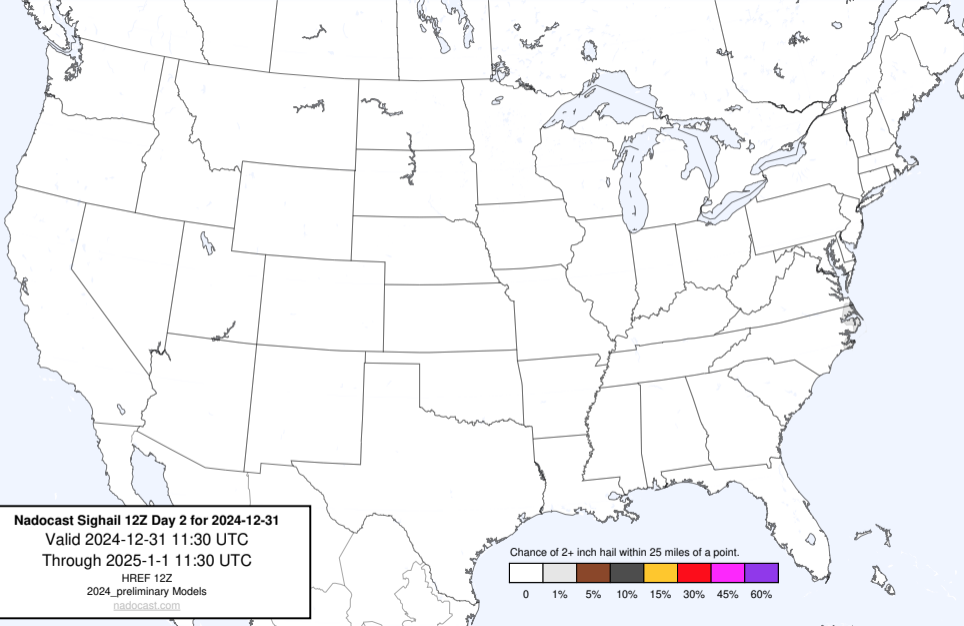 Nadocast Sighail 12Z Day 2 for 2024-12-31
Valid 2024-12-31 11:30 UTC
Through 2025-1-1 11:30 UTC
HREF 12Z
2024_preliminary Models
nadocast.com
Chance of 2+ inch hail within 25 miles of a point.
0 1% 5% 10% 15% 30% 45% 60%